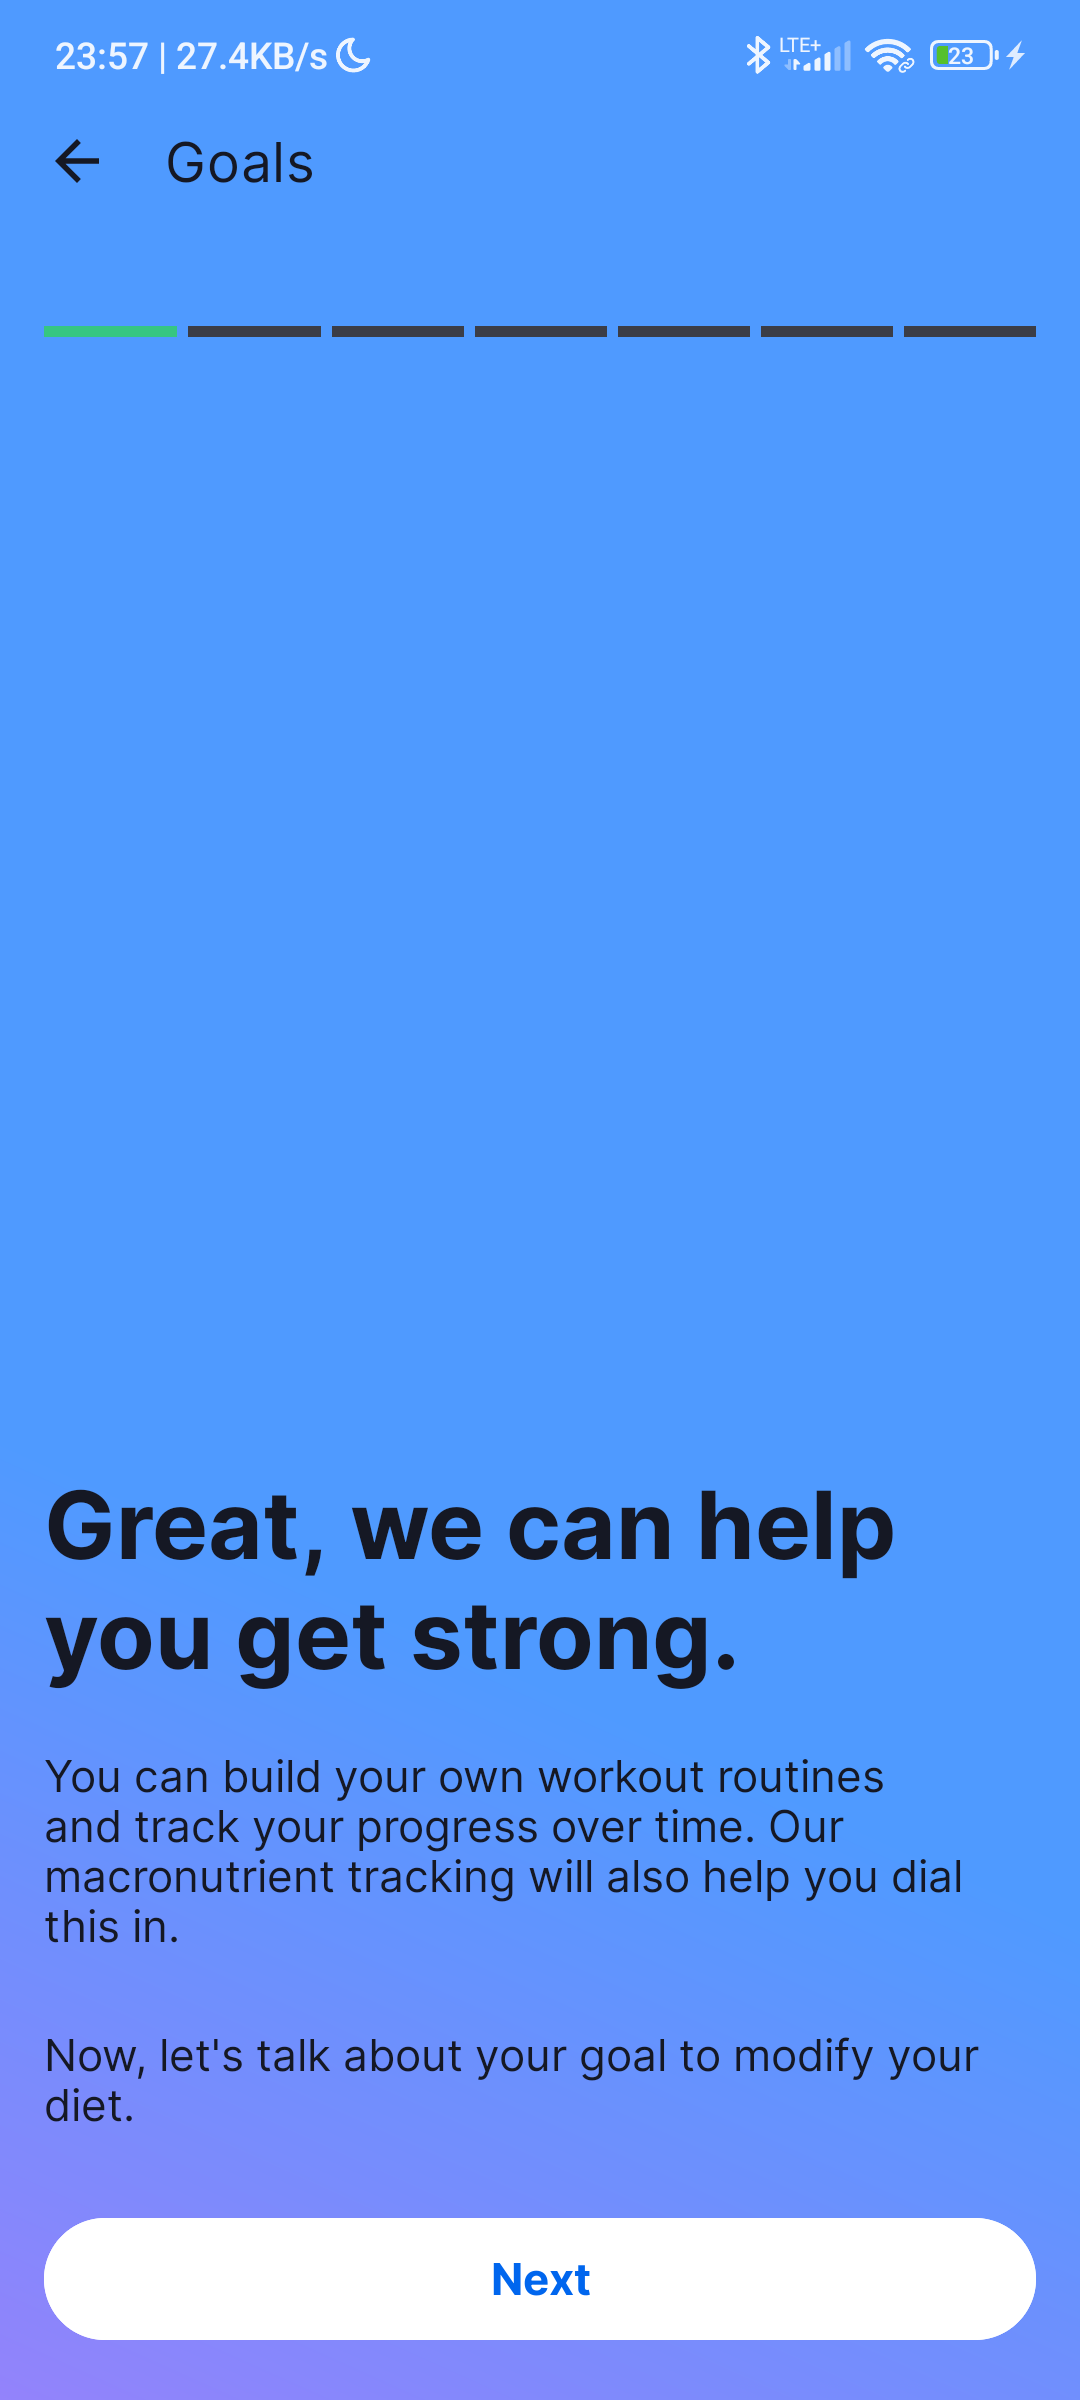 23:57 | 27.4KB/s
LTE+
23
Goals
Great, we can help
you get strong.
You can build your own workout routines
and track your progress over time. Our
macronutrient tracking will also help you dial
this in.
Now, let's talk about your goal to modify your
diet.
Next